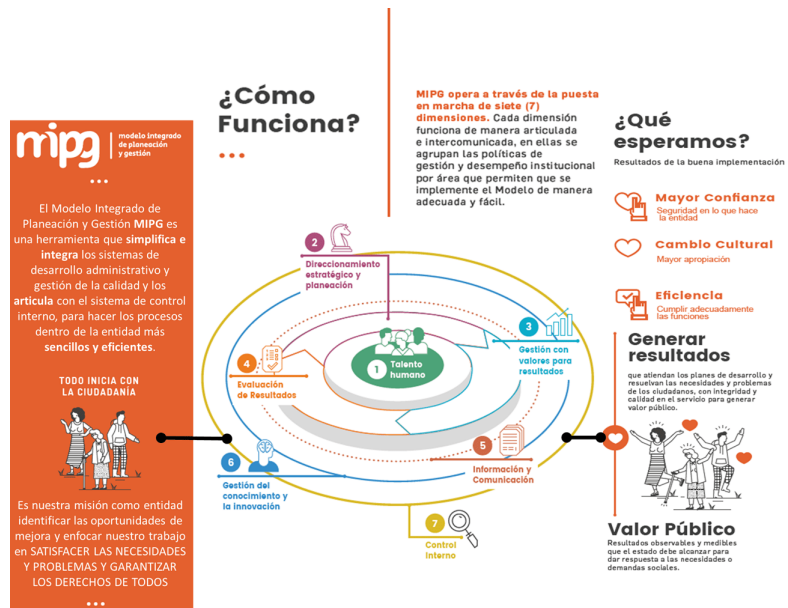 mipg
modelo integrado
de planeación
y gestión
El Modelo Integrado de
Planeación y Gestión MIPG es
una herramienta que simplifica e
integra los sistemas de
desarrollo administrativo y
gestión de la calidad y los
articula con el sistema de control
interno, para hacer los procesos
dentro de la entidad más
sencillos y eficientes.
TODO INICIA CON
LA CIUDADANÍA
Es nuestra misión como entidad
identificar las oportunidades de
mejora y enfocar nuestro trabajo
en SATISFACER LAS NECESIDADES
Y PROBLEMAS Y GARANTIZAR
LOS DERECHOS DE TODOS
¿Cómo
Funciona?
MIPG opera a través de la puesta
en marcha de siete (7)
dimensiones. Cada dimensión
funciona de manera articulada
e intercomunicada, en ellas se
agrupan las políticas de
gestión y desempeño institucional
por área que permiten que se
implemente el Modelo de manera
adecuada y fácil.
1
Talento
humano
2
Direccionamiento
estratégico y
planeación
3
Gestión con
valores para
resultados
4
Evaluación
de Resultados
5
Información y
Comunicación
6
Gestión del
conocimiento y
la innovación
7
Control
Interno
¿Qué
esperamos?
Resultados de la buena implementación
Mayor Confianza
Seguridad en lo que hace
la entidad
Cambio Cultural
Mayor apropiación
Eficiencia
Cumplir adecuadamente
las funciones
Generar
resultados
que atiendan los planes de desarrollo y
resuelvan las necesidades y problemas
de los ciudadanos, con integridad y
calidad en el servicio para generar
valor público.
Valor Público
Resultados observables y medibles
que el estado debe alcanzar para
dar respuesta a las necesidades o
demandas sociales.